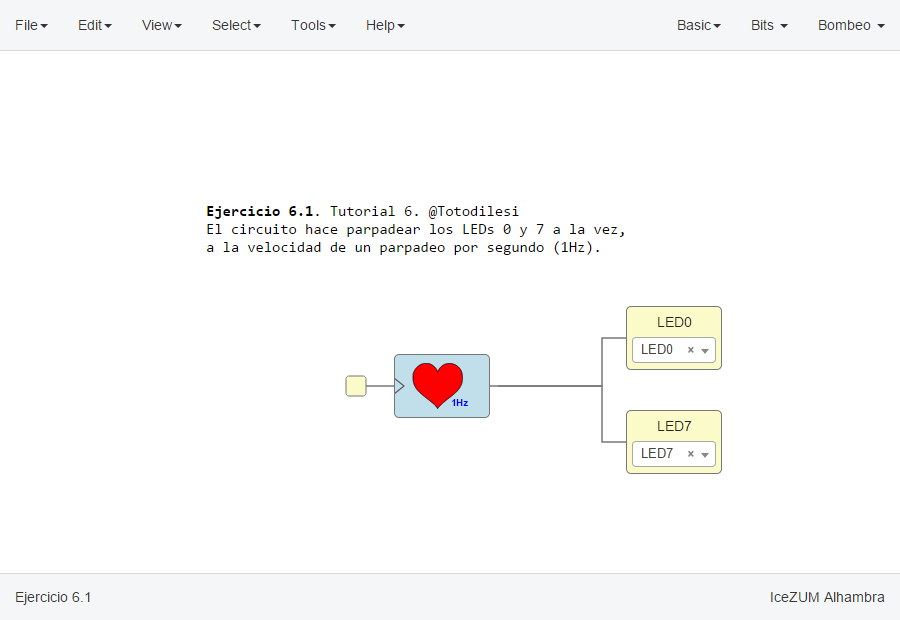 File Edit View Select Tools Help Basic Bits Bombeo
Ejercicio 6.1. Tutorial 6. @Totodilesi
El circuito hace parpadear los LEDs 0 y 7 a la vez,
a la velocidad de un parpadeo por segundo (1Hz).
LED0
LED0 ×
1Hz
LED7
LED7 ×
Ejercicio 6.1 IceZUM Alhambra